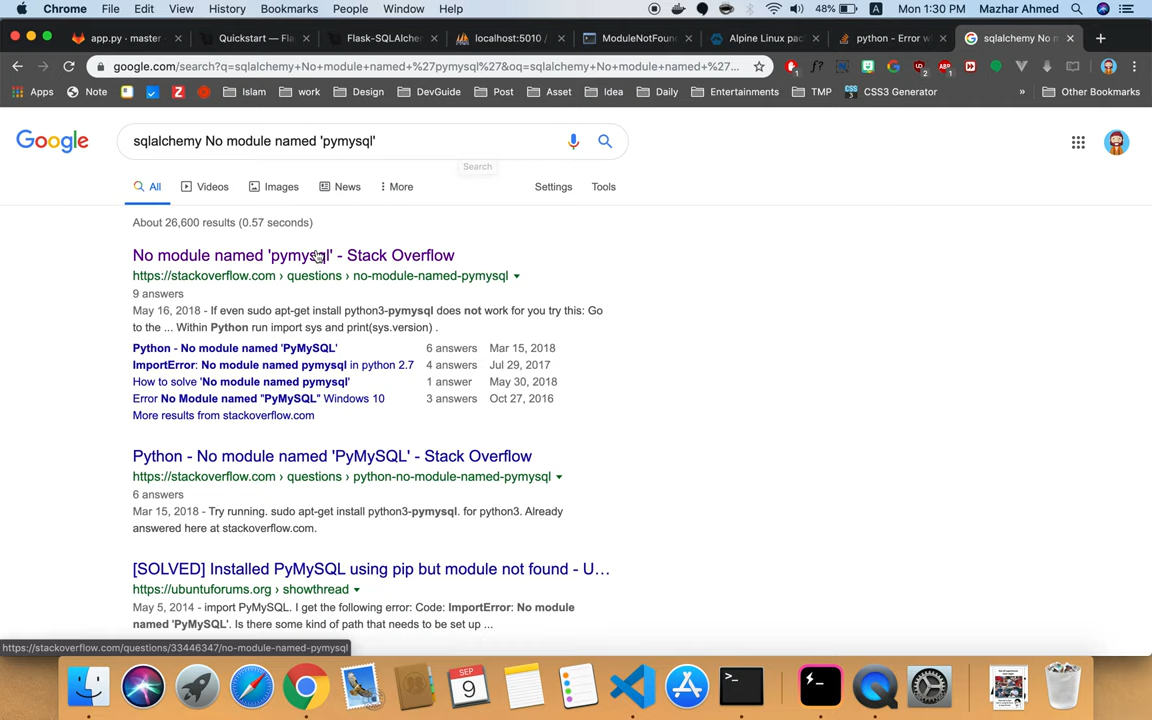 Chrome File Edit View History Bookmarks People Window Help 48% A Mon 1:30 PM Mazhar Ahmed
app.py - master Quickstart — Fla Flask-SQLAlchem localhost:5010 / ModuleNotFoun Alpine Linux pac python - Error w sqlalchemy No m
google.com/search?q=sqlalchemy+No+module+named+%27pymysql%27&oq=sqlalchemy+No+module+named+%27...
Apps Note Islam work Design DevGuide Post Asset Idea Daily Entertainments TMP CSS3 Generator » Other Bookmarks
Google sqlalchemy No module named 'pymysql'
Search
All Videos Images News More Settings Tools
About 26,600 results (0.57 seconds)
No module named 'pymysql' - Stack Overflow
https://stackoverflow.com › questions › no-module-named-pymysql
9 answers
May 16, 2018 - If even sudo apt-get install python3-pymysql does not work for you try this: Go
to the ... Within Python run import sys and print(sys.version) .
Python - No module named 'PyMySQL' 6 answers Mar 15, 2018
ImportError: No module named pymysql in python 2.7 4 answers Jul 29, 2017
How to solve 'No module named pymysql' 1 answer May 30, 2018
Error No Module named "PyMySQL" Windows 10 3 answers Oct 27, 2016
More results from stackoverflow.com
Python - No module named 'PyMySQL' - Stack Overflow
https://stackoverflow.com › questions › python-no-module-named-pymysql
6 answers
Mar 15, 2018 - Try running. sudo apt-get install python3-pymysql. for python3. Already
answered here at stackoverflow.com.
[SOLVED] Installed PyMySQL using pip but module not found - U...
https://ubuntuforums.org › showthread
May 5, 2014 - import PyMySQL. I get the following error: Code: ImportError: No module
named 'PyMySQL'. Is there some kind of path that needs to be set up ...
https://stackoverflow.com/questions/33446347/no-module-named-pymysql
SEP
9